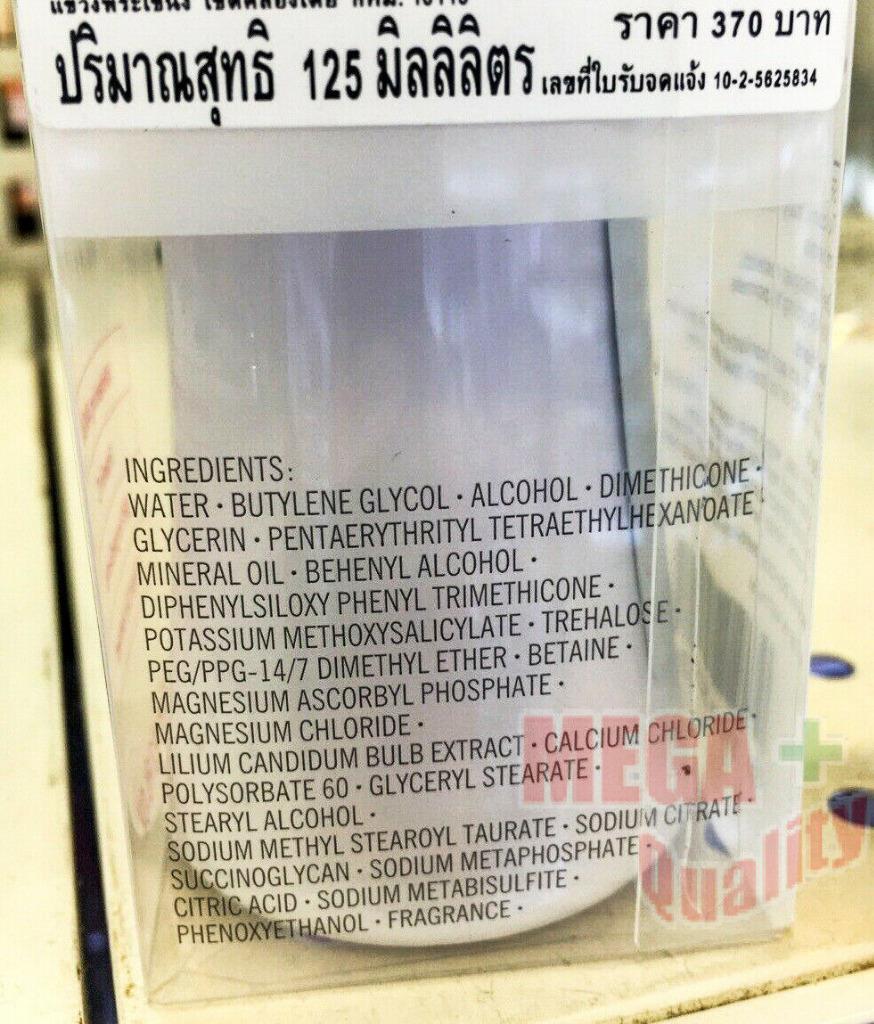 ราคา 370 บาท
ปริมาณสุทธิ 125 มิลลิลิตร เลขที่ใบรับจดแจ้ง 10-2-5625834
INGREDIENTS:
WATER · BUTYLENE GLYCOL · ALCOHOL · DIMETHICONE ·
GLYCERIN · PENTAERYTHRITYL TETRAETHYLHEXANOATE ·
MINERAL OIL · BEHENYL ALCOHOL ·
DIPHENYLSILOXY PHENYL TRIMETHICONE ·
POTASSIUM METHOXYSALICYLATE · TREHALOSE ·
PEG/PPG-14/7 DIMETHYL ETHER · BETAINE ·
MAGNESIUM ASCORBYL PHOSPHATE ·
MAGNESIUM CHLORIDE ·
LILIUM CANDIDUM BULB EXTRACT · CALCIUM CHLORIDE ·
POLYSORBATE 60 · GLYCERYL STEARATE ·
STEARYL ALCOHOL ·
SODIUM METHYL STEAROYL TAURATE · SODIUM CITRATE ·
SUCCINOGLYCAN · SODIUM METAPHOSPHATE ·
CITRIC ACID · SODIUM METABISULFITE ·
PHENOXYETHANOL · FRAGRANCE ·
MEGA+
Quality